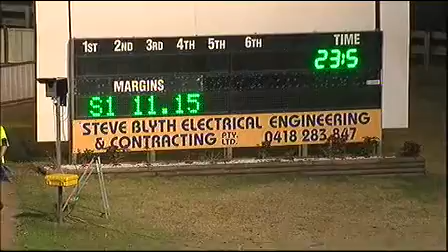 1ST 2ND 3RD 4TH 5TH 6TH TIME
23:5
MARGINS
S1 11.15
STEVE BLYTH ELECTRICAL ENGINEERING
& CONTRACTING PTY. LTD. 0418 283 847